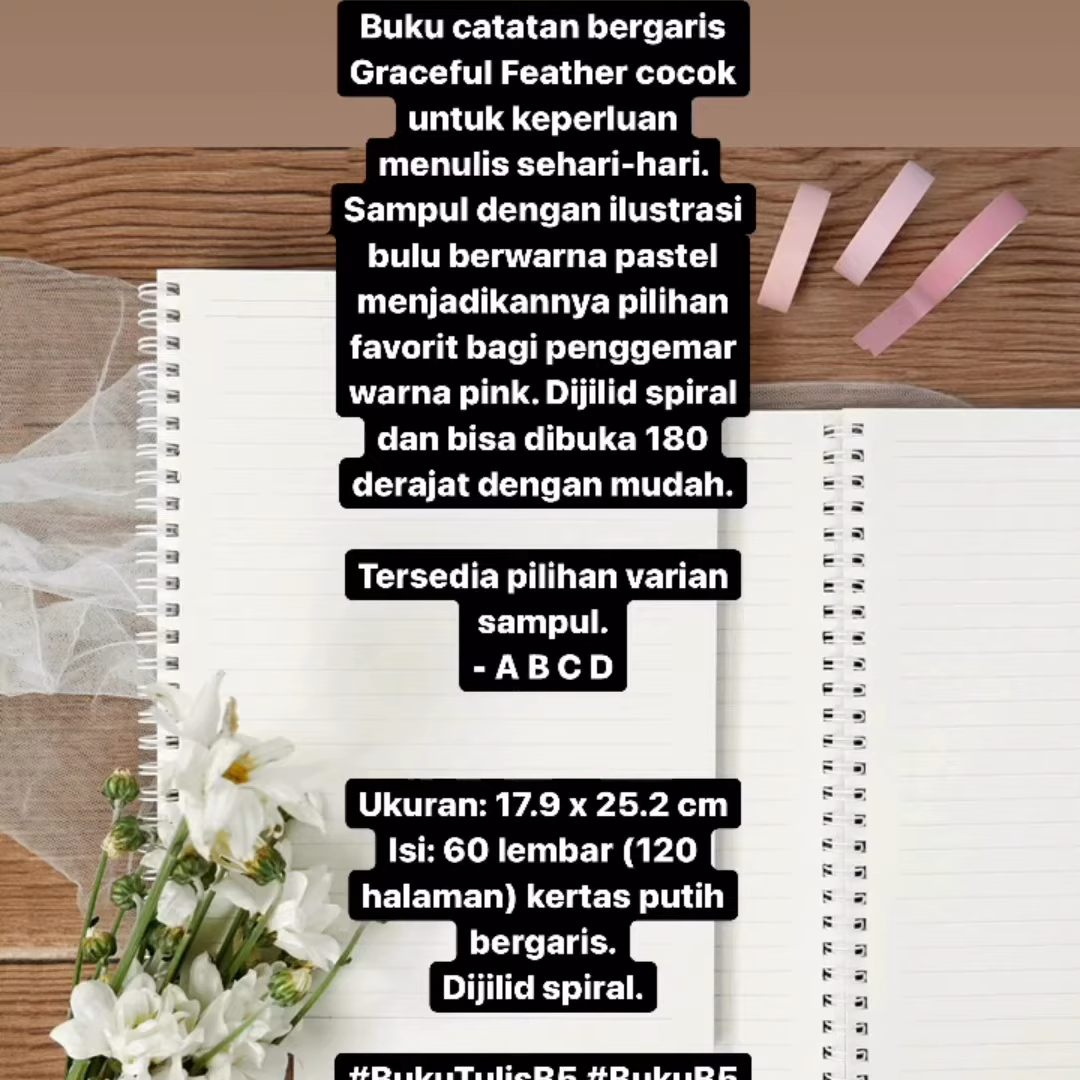 Buku catatan bergaris
Graceful Feather cocok
untuk keperluan
menulis sehari-hari.
Sampul dengan ilustrasi
bulu berwarna pastel
menjadikannya pilihan
favorit bagi penggemar
warna pink. Dijilid spiral
dan bisa dibuka 180
derajat dengan mudah.
Tersedia pilihan varian
sampul.
- A B C D
Ukuran: 17.9 x 25.2 cm
Isi: 60 lembar (120
halaman) kertas putih
bergaris.
Dijilid spiral.
#BukuTulisB5 #BukuB5